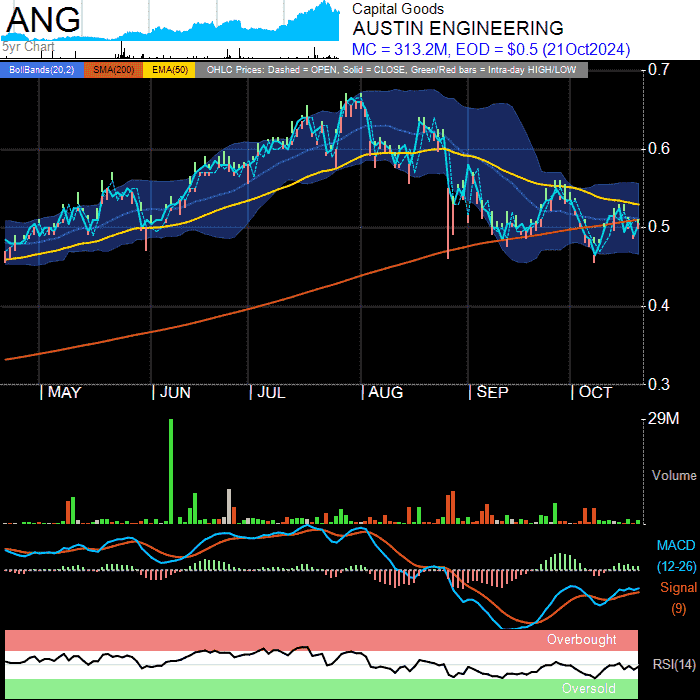 ANG
5yr Chart
Capital Goods
AUSTIN ENGINEERING
MC = 313.2M, EOD = $0.5 (21Oct2024)
BollBands(20,2) SMA(200) EMA(50) OHLC Prices: Dashed = OPEN, Solid = CLOSE, Green/Red bars = Intra-day HIGH/LOW
0.7
0.6
0.5
0.4
0.3
MAY JUN JUL AUG SEP OCT
29M
Volume
MACD
(12-26)
Signal
(9)
Overbought
RSI(14)
Oversold